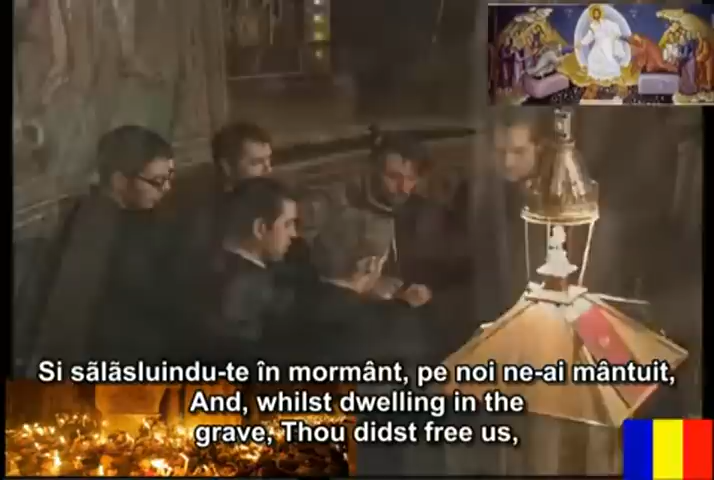 Si sãlãsluindu-te în mormânt, pe noi ne-ai mântuit,
And, whilst dwelling in the
grave, Thou didst free us,